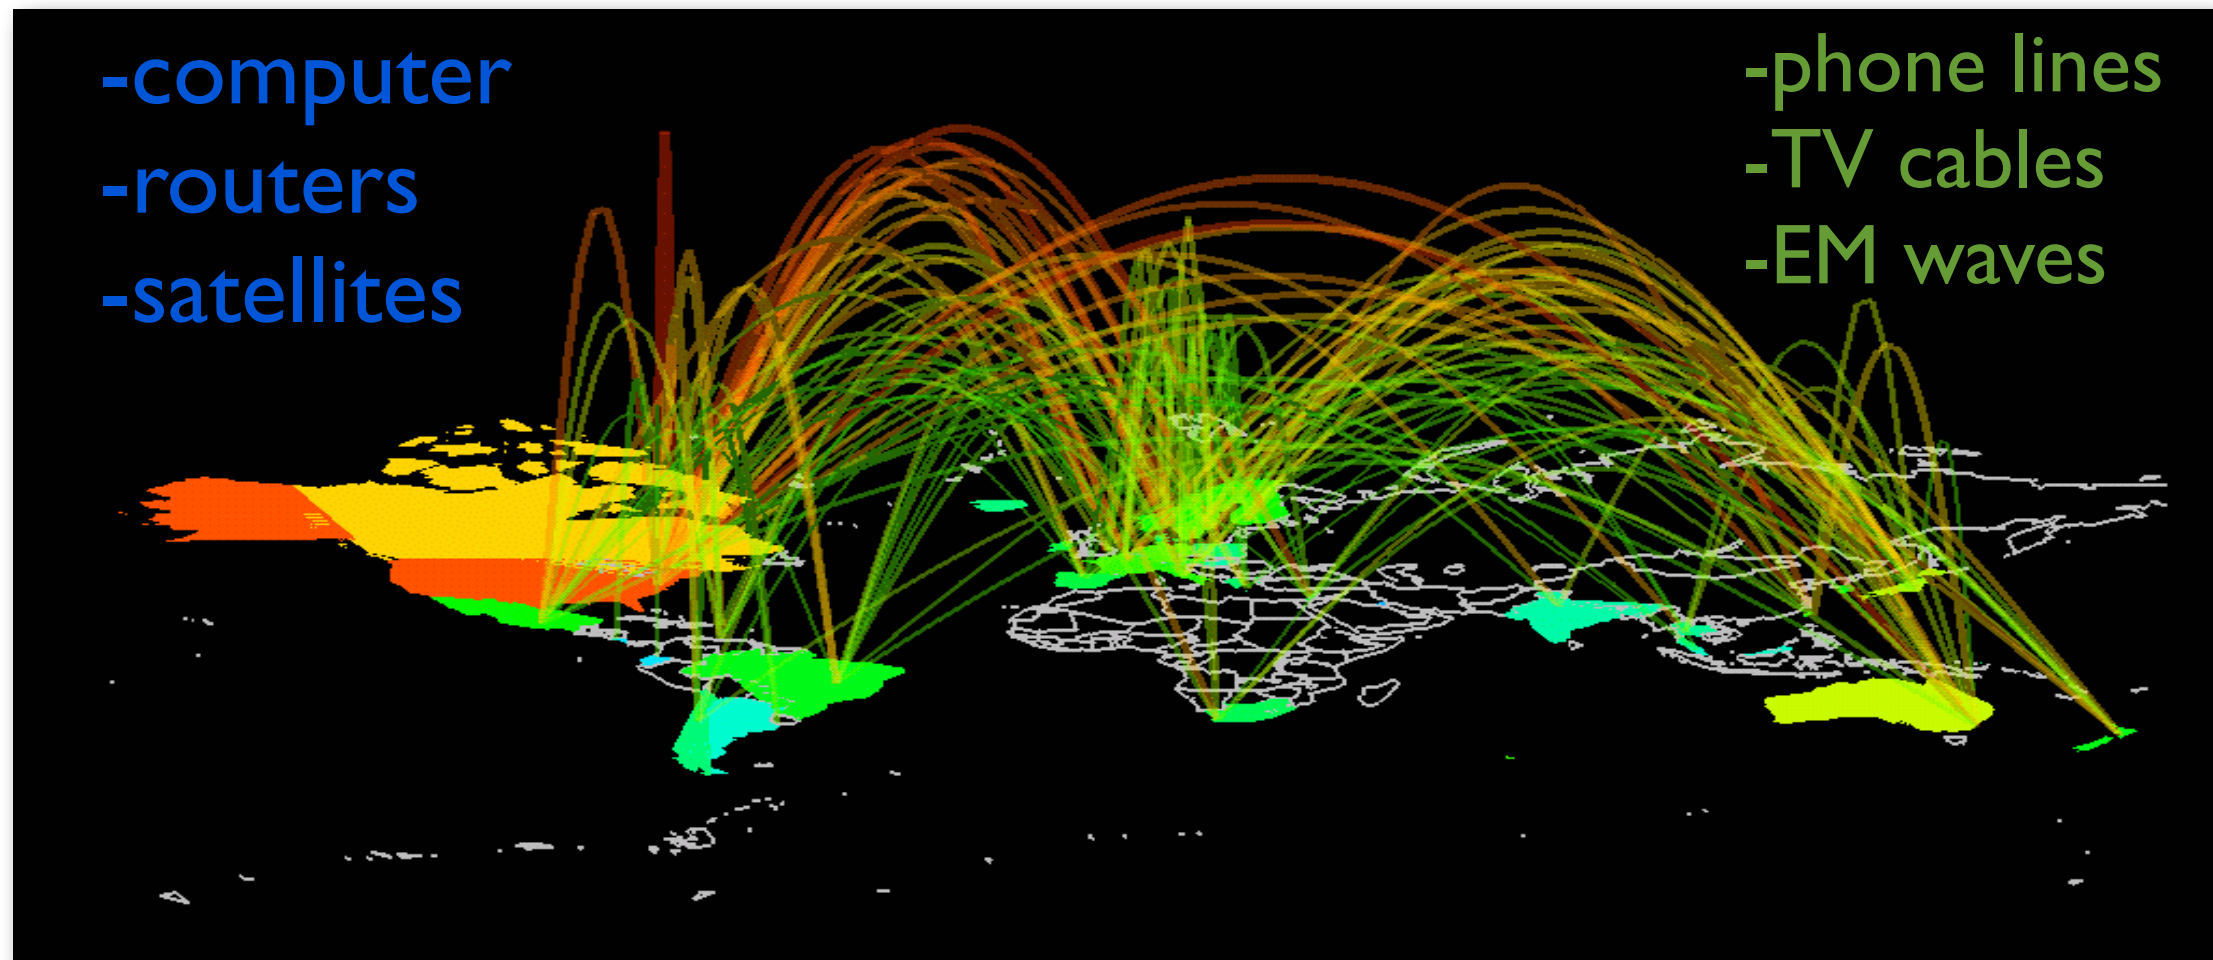 -computer
-routers
-satellites
-phone lines
-TV cables
-EM waves